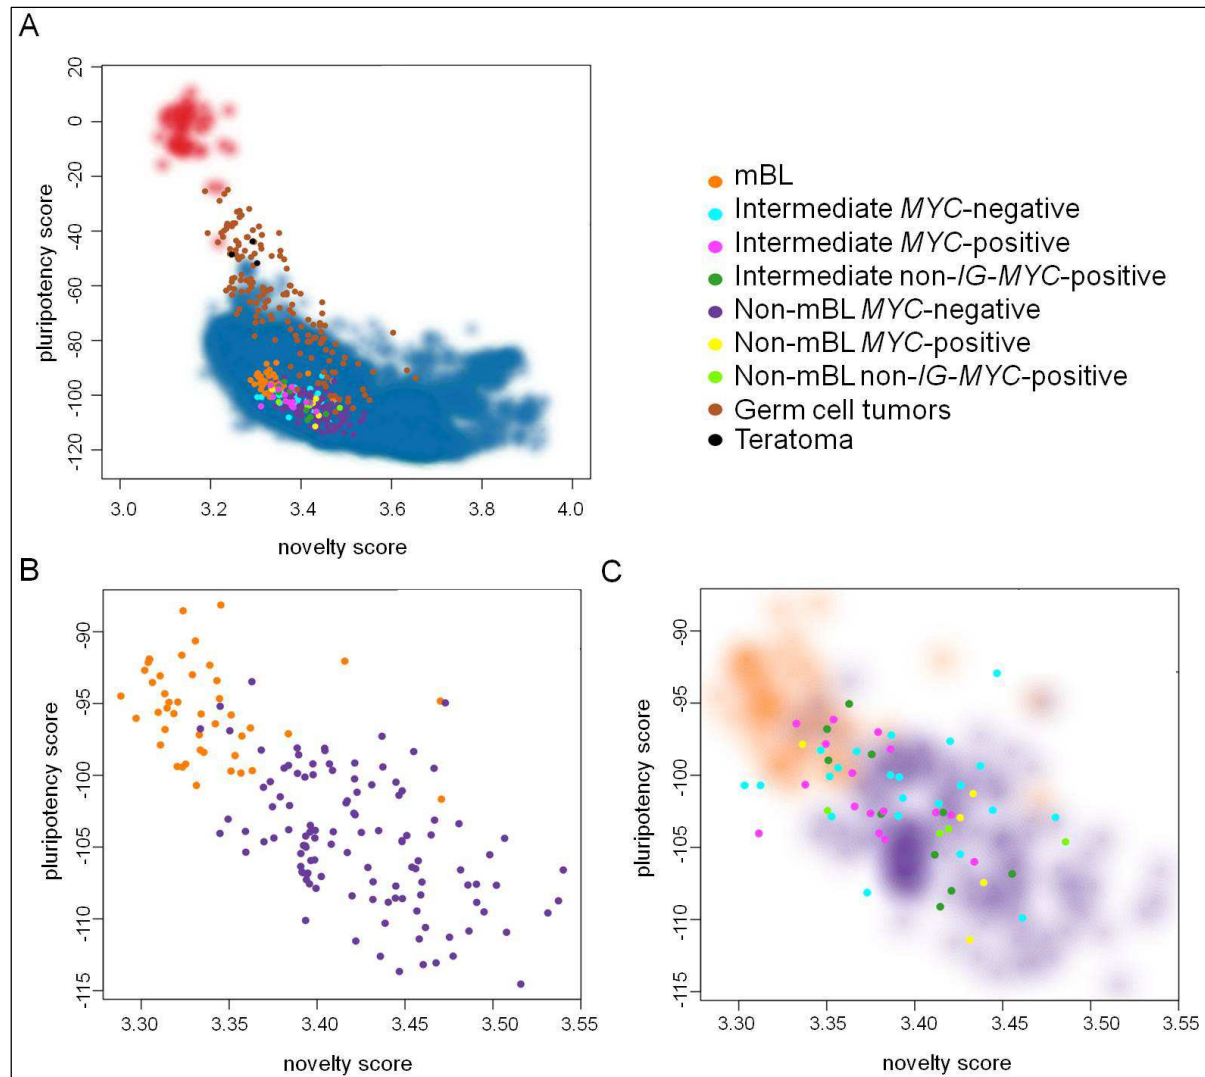 A
20
0
-20
-40
-60
-80
-100
-120
pluripotency score
3.0 3.2 3.4 3.6 3.8 4.0
novelty score
mBL
Intermediate MYC-negative
Intermediate MYC-positive
Intermediate non-IG-MYC-positive
Non-mBL MYC-negative
Non-mBL MYC-positive
Non-mBL non-IG-MYC-positive
Germ cell tumors
Teratoma
B
-90
-95
-100
-105
-110
-115
pluripotency score
3.30 3.35 3.40 3.45 3.50 3.55
novelty score
C
-90
-95
-100
-105
-110
-115
pluripotency score
3.30 3.35 3.40 3.45 3.50 3.55
novelty score